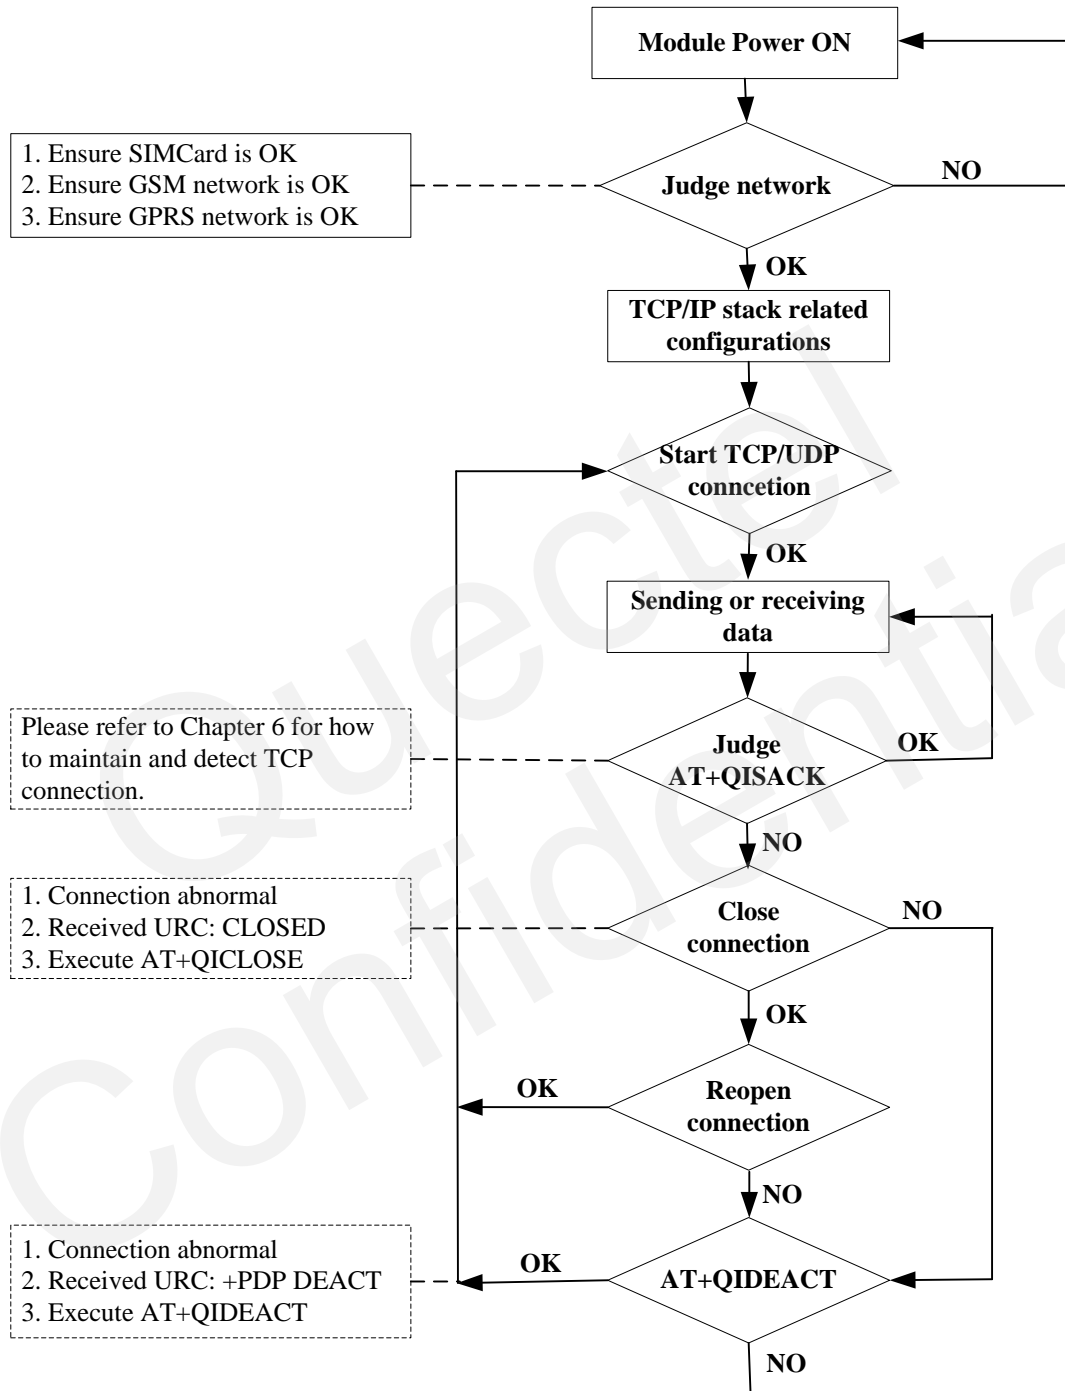 Module Power ON
1. Ensure SIMCard is OK
2. Ensure GSM network is OK
3. Ensure GPRS network is OK
Judge network
NO
OK
TCP/IP stack related
configurations
Start TCP/UDP
conncetion
OK
Sending or receiving
data
Please refer to Chapter 6 for how
to maintain and detect TCP
connection.
Judge
AT+QISACK
OK
NO
1. Connection abnormal
2. Received URC: CLOSED
3. Execute AT+QICLOSE
Close
connection
NO
OK
Reopen
connection
OK
NO
1. Connection abnormal
2. Received URC: +PDP DEACT
3. Execute AT+QIDEACT
OK
AT+QIDEACT
NO
Quectel
Confidentia